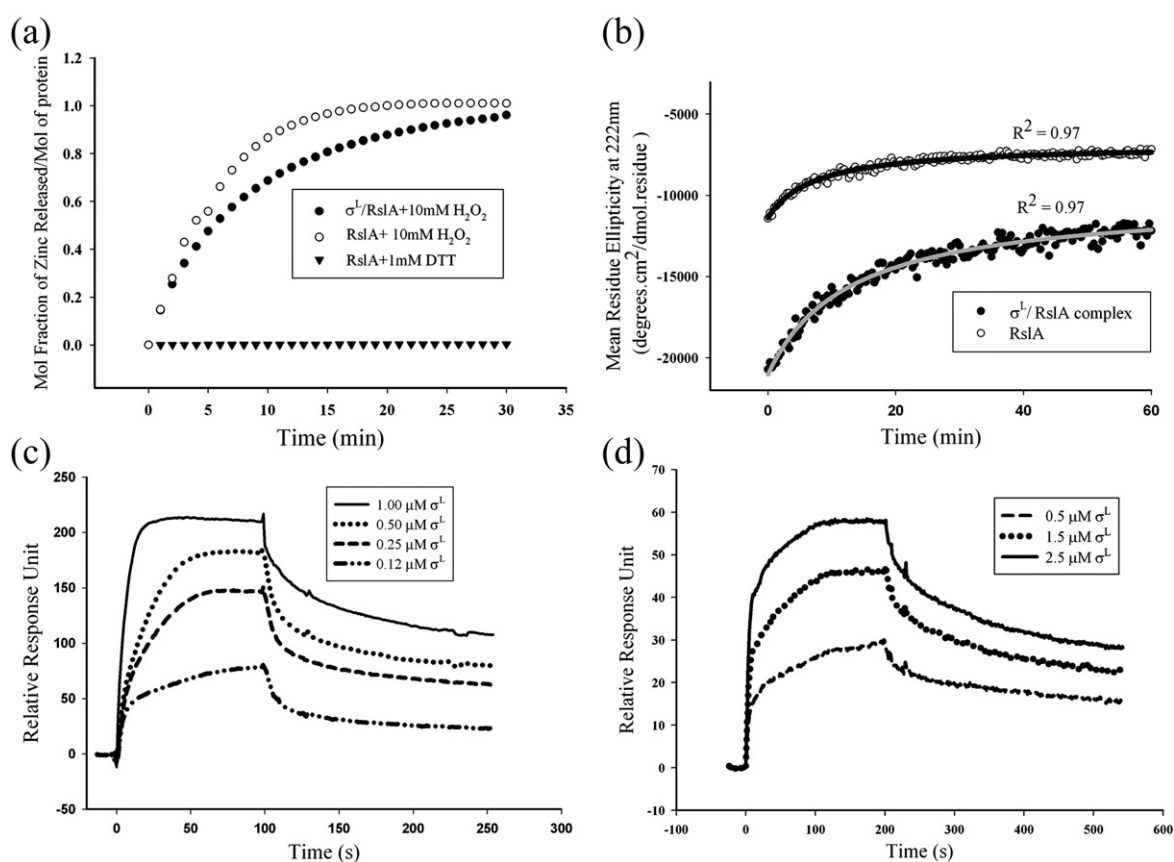 (a)
Mol Fraction of Zinc Released/Mol of protein
1.2
1.0
0.8
0.6
0.4
0.2
0.0
σᴸ/RslA+10mM H₂O₂
RslA+ 10mM H₂O₂
RslA+1mM DTT
0 5 10 15 20 25 30 35
Time (min)
(b)
Mean Residue Ellipticity at 222nm
(degrees.cm²/dmol.residue)
-5000
-10000
-15000
-20000
R² = 0.97
R² = 0.97
σᴸ/ RslA complex
RslA
0 20 40 60
Time (min)
(c)
Relative Response Unit
250
200
150
100
50
0
-50
1.00 μM σᴸ
0.50 μM σᴸ
0.25 μM σᴸ
0.12 μM σᴸ
0 50 100 150 200 250 300
Time (s)
(d)
Relative Response Unit
70
60
50
40
30
20
10
0
-10
0.5 μM σᴸ
1.5 μM σᴸ
2.5 μM σᴸ
-100 0 100 200 300 400 500 600
Time (s)